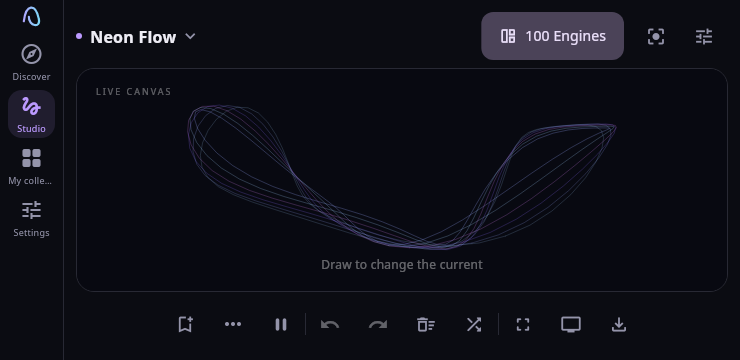 Neon Flow
100 Engines
Discover
Studio
My colle...
Settings
LIVE CANVAS
Draw to change the current